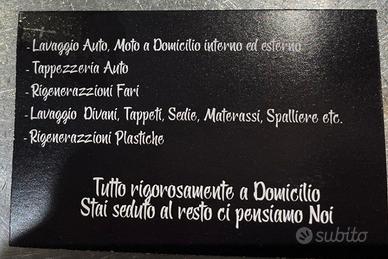 - Lavaggio Auto, Moto a Domicilio interno ed esterno
- Tappezzeria Auto
- Rigenerazzioni Fari
- Lavaggio Divani, Tappeti, Sedie, Materassi, Spalliere etc.
- Rigenerazzioni Plastiche
Tutto rigorosamente a Domicilio
Stai seduto al resto ci pensiamo Noi
subito